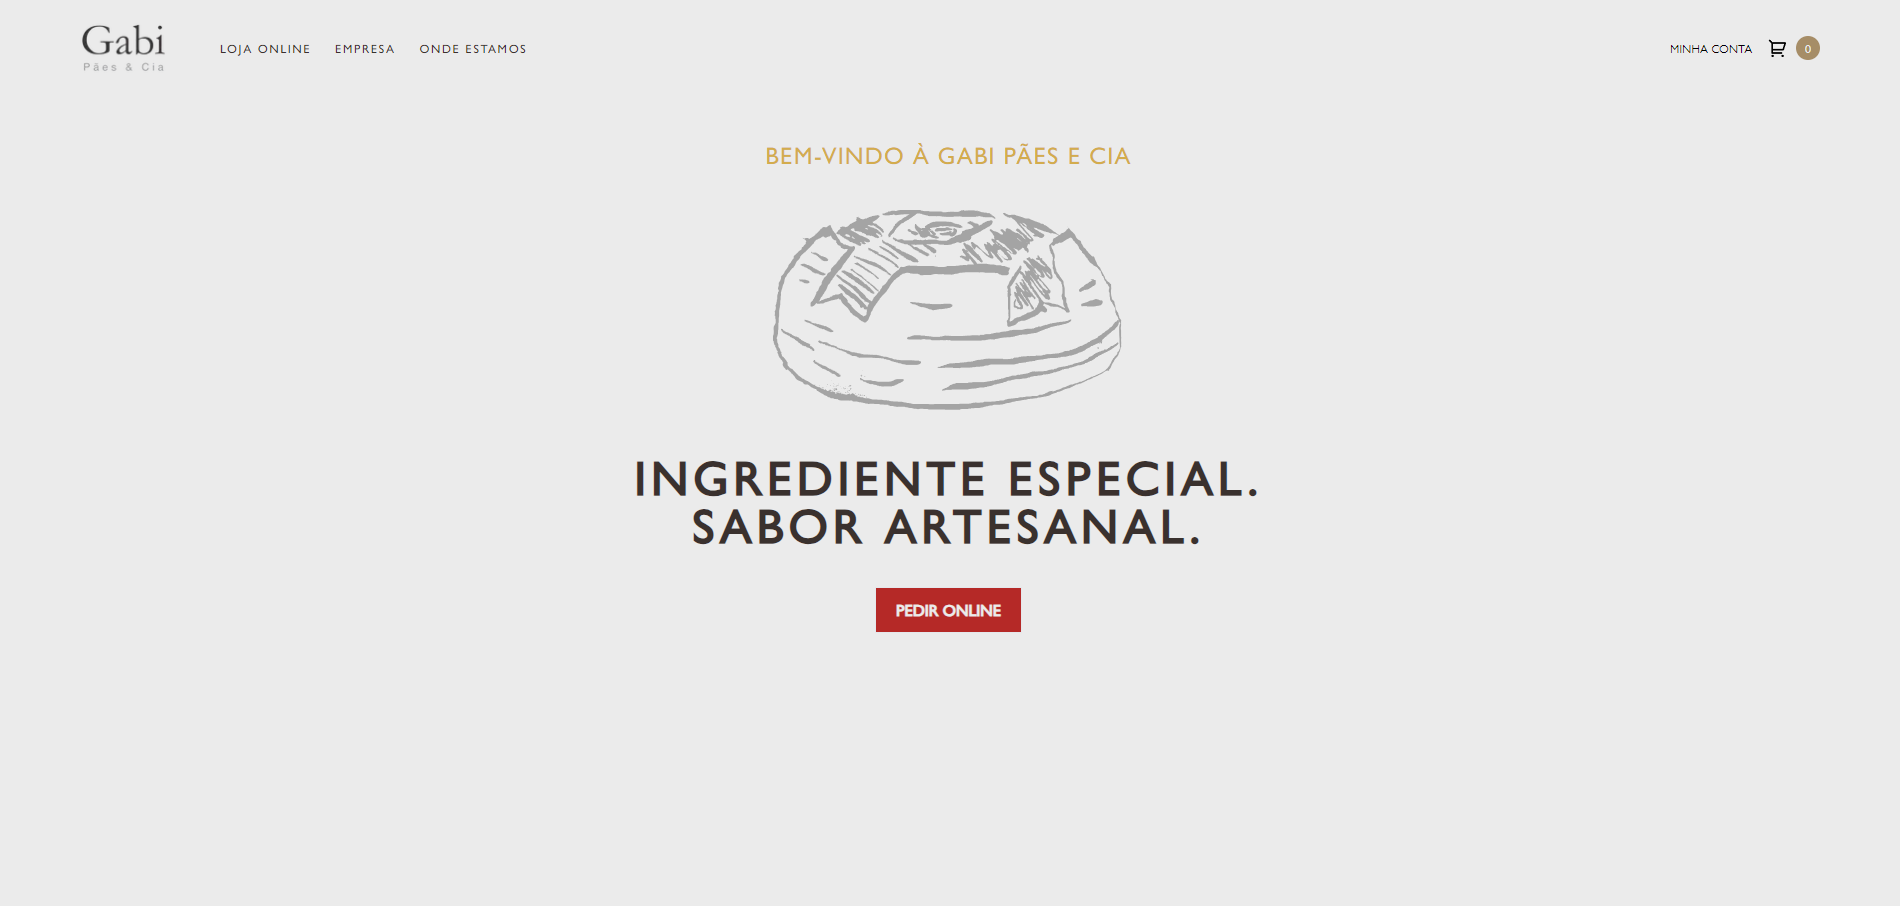 Gabi
Pães & Cia
LOJA ONLINE
EMPRESA
ONDE ESTAMOS
MINHA CONTA
0
BEM-VINDO À GABI PÃES E CIA
INGREDIENTE ESPECIAL.
SABOR ARTESANAL.
PEDIR ONLINE